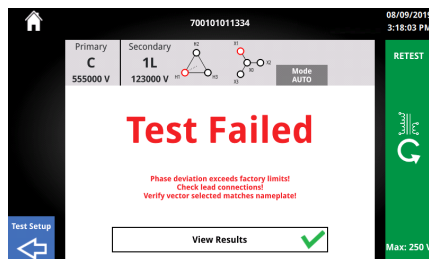 700101011334
08/09/2019
3:18:03 PM
Primary
C
555000 V
Secondary
1L
123000 V
H2
H1
H3
X1
X0
X2
X3
Mode
AUTO
RETEST
Test Failed
Phase deviation exceeds factory limits!
Check lead connections!
Verify vector selected matches nameplate!
Test Setup
View Results
Max: 250 V